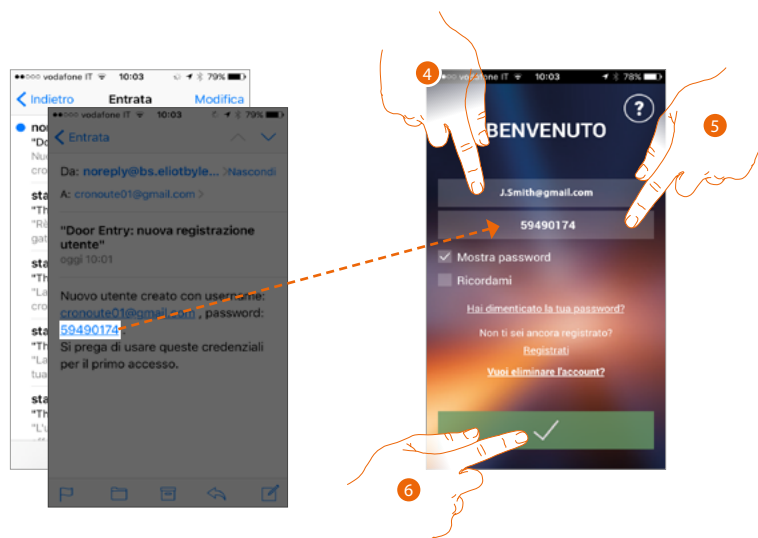 vodafone IT 10:03 79%
Indietro Entrata Modifica
sta
"Th
sta
"Th
"La
cro
sta
"Th
"La
tua
sta
"Th
"L'u
vodafone IT 10:03 79%
Entrata
Da: noreply@bs.eliotbyle... Nascondi
A: cronoute01@gmail.com
"Door Entry: nuova registrazione
utente"
oggi 10:01
Nuovo utente creato con username:
cronoute01@gmail.com , password:
59490174
Si prega di usare queste credenziali
per il primo accesso.
4
vodafone IT 10:03 78%
?
BENVENUTO
5
J.Smith@gmail.com
59490174
Mostra password
Ricordami
Hai dimenticato la tua password?
Non ti sei ancora registrato?
Registrati
Vuoi eliminare l'account?
6